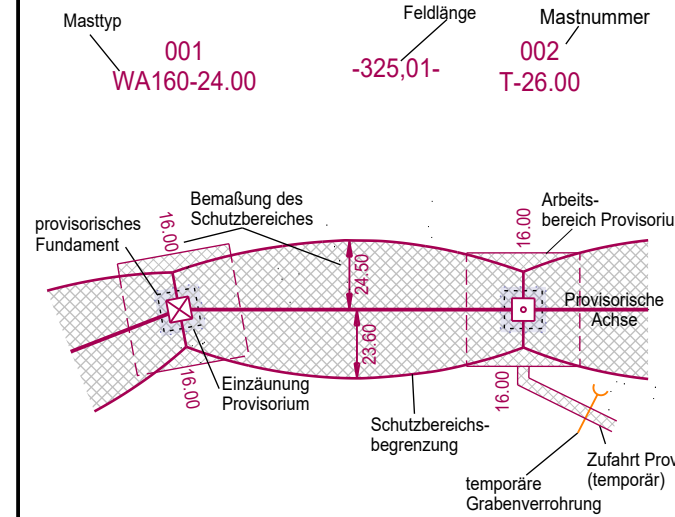 Masttyp
Feldlänge
Mastnummer
001
WA160-24.00
-325,01-
002
T-26.00
provisorisches
Fundament
16.00
Bemaßung des
Schutzbereiches
24.50
16.00
Arbeits-
bereich Provisoriu
Provisorische
Achse
23.60
16.00
Einzäunung
Provisorium
16.00
Schutzbereichs-
begrenzung
temporäre
Grabenverrohrung
Zufahrt Prov
(temporär)